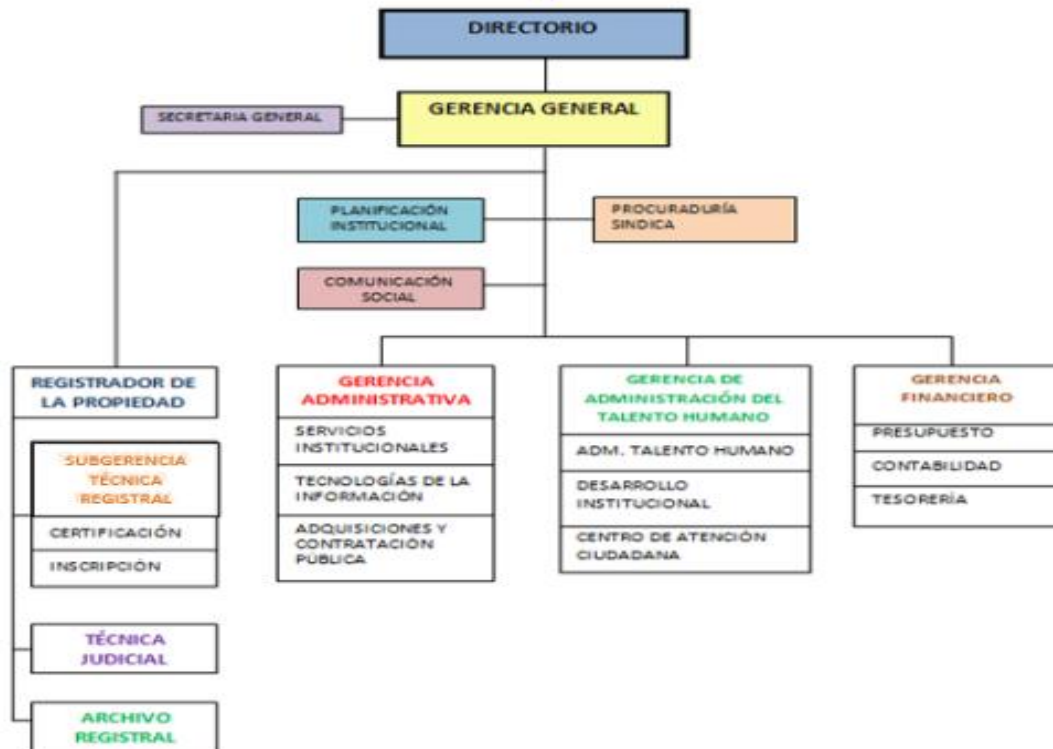 DIRECTORIO
GERENCIA GENERAL
SECRETARIA GENERAL
PLANIFICACIÓN
INSTITUCIONAL
PROCURADURÍA
SINDICA
COMUNICACIÓN
SOCIAL
REGISTRADOR DE
LA PROPIEDAD
SUBGERENCIA
TÉCNICA
REGISTRAL
CERTIFICACIÓN
INSCRIPCIÓN
TÉCNICA
JUDICIAL
ARCHIVO
REGISTRAL
GERENCIA
ADMINISTRATIVA
SERVICIOS
INSTITUCIONALES
TECNOLOGÍAS DE LA
INFORMACIÓN
ADQUISICIONES Y
CONTRATACIÓN
PÚBLICA
GERENCIA DE
ADMINISTRACIÓN DEL
TALENTO HUMANO
ADM. TALENTO HUMANO
DESARROLLO
INSTITUCIONAL
CENTRO DE ATENCIÓN
CIUDADANA
GERENCIA
FINANCIERO
PRESUPUESTO
CONTABILIDAD
TESORERÍA